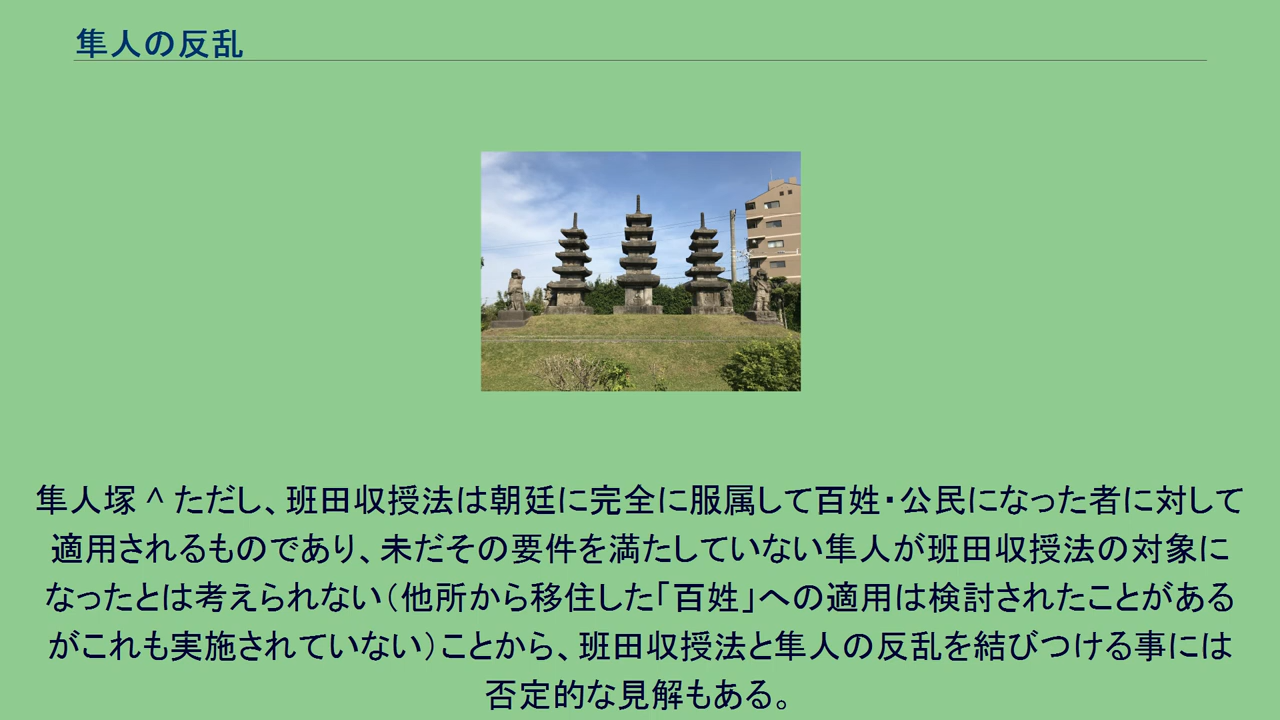 隼人の反乱
隼人塚 ^ ただし、班田収授法は朝廷に完全に服属して百姓・公民になった者に対して
適用されるものであり、未だその要件を満たしていない隼人が班田収授法の対象に
なったとは考えられない（他所から移住した「百姓」への適用は検討されたことがある
がこれも実施されていない）ことから、班田収授法と隼人の反乱を結びつける事には
否定的な見解もある。